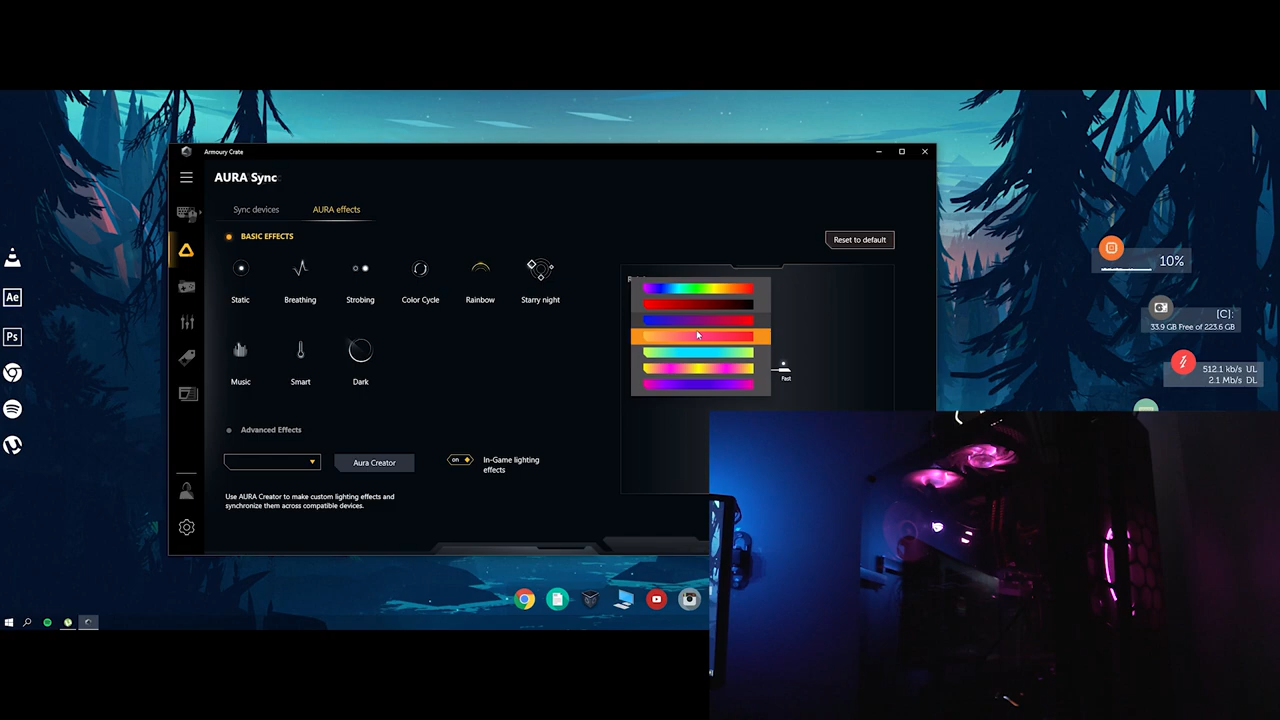 Armoury Crate
AURA Sync
Sync devices
AURA effects
BASIC EFFECTS
Reset to default
Static
Breathing
Strobing
Color Cycle
Rainbow
Starry night
Music
Smart
Dark
Fast
Advanced Effects
Aura Creator
on
In-Game lighting
effects
Use AURA Creator to make custom lighting effects and
synchronize them across compatible devices.
10%
[C]:
33.9 GB Free of 223.6 GB
512.1 kb/s UL
2.1 Mb/s DL
Ae
Ps